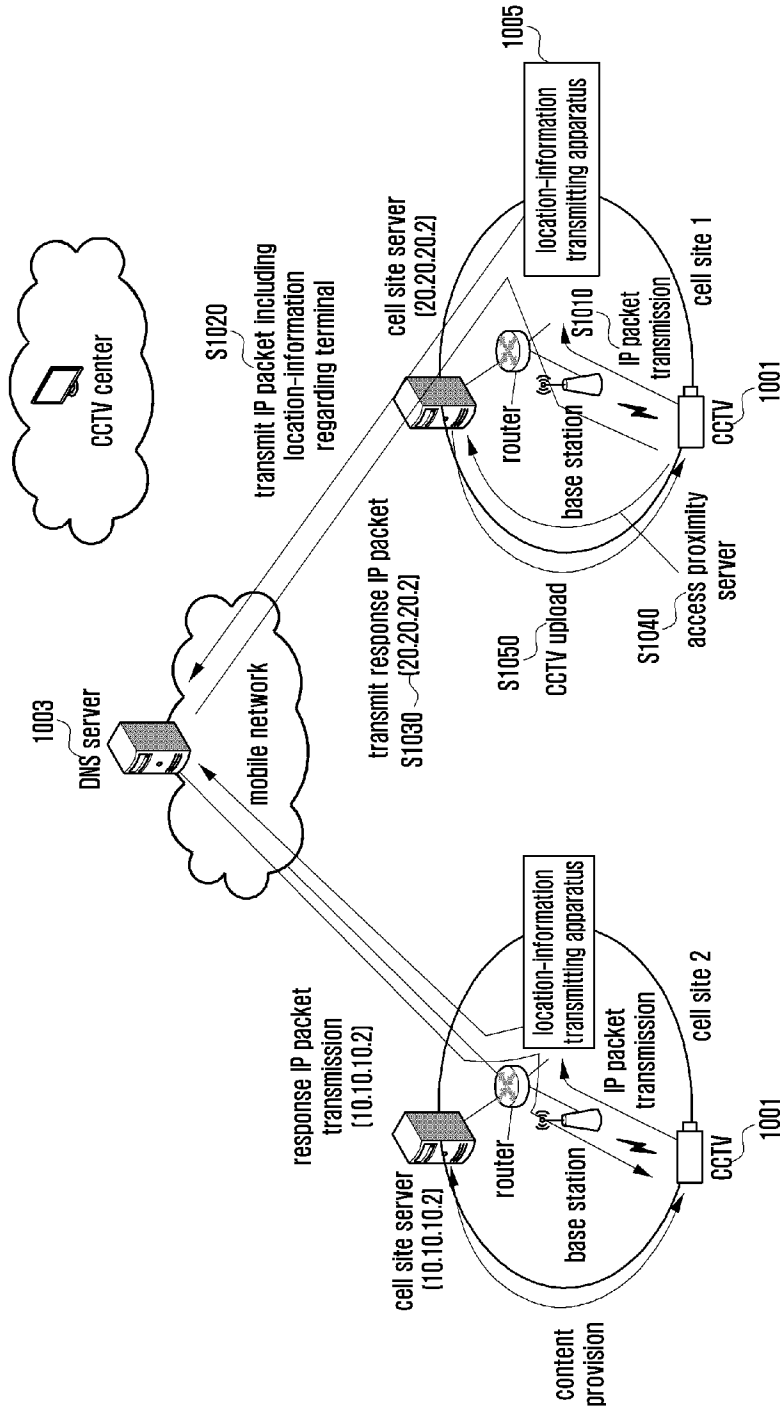 1003
DNS server
mobile network
CCTV center
S1020
transmit IP packet including
location-information
regarding terminal
response IP packet
transmission
[10.10.10.2]
cell site server
[10.10.10.2]
router
base station
IP packet
transmission
location-information
transmitting apparatus
cell site 2
content
provision
CCTV
1001
transmit response IP packet
S1030
[20.20.20.2]
cell site server
[20.20.20.2]
router
base station
S1010
IP packet
transmission
1005
location-information
transmitting apparatus
cell site 1
S1050
CCTV upload
S1040
access proximity
server
CCTV
1001